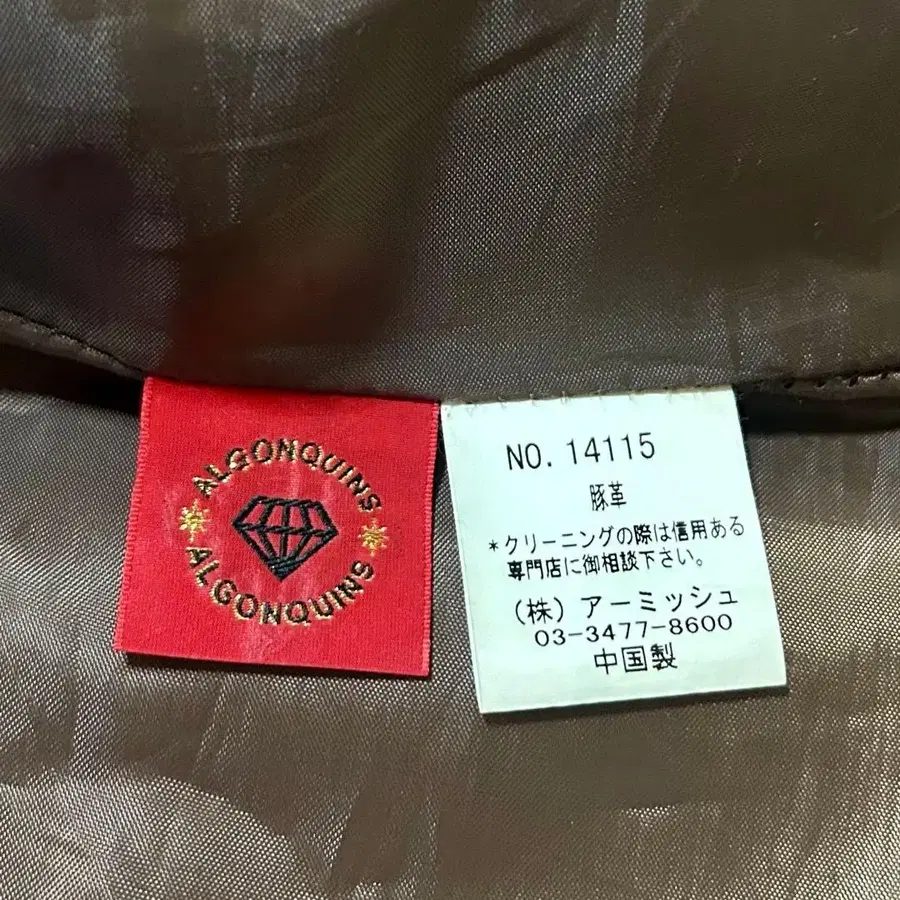 ALGONQUINS
ALGONQUINS
NO. 14115
豚革
*クリーニングの際は信用ある
専門店に御相談下さい。
(株) アーミッシュ
03-3477-8600
中国製